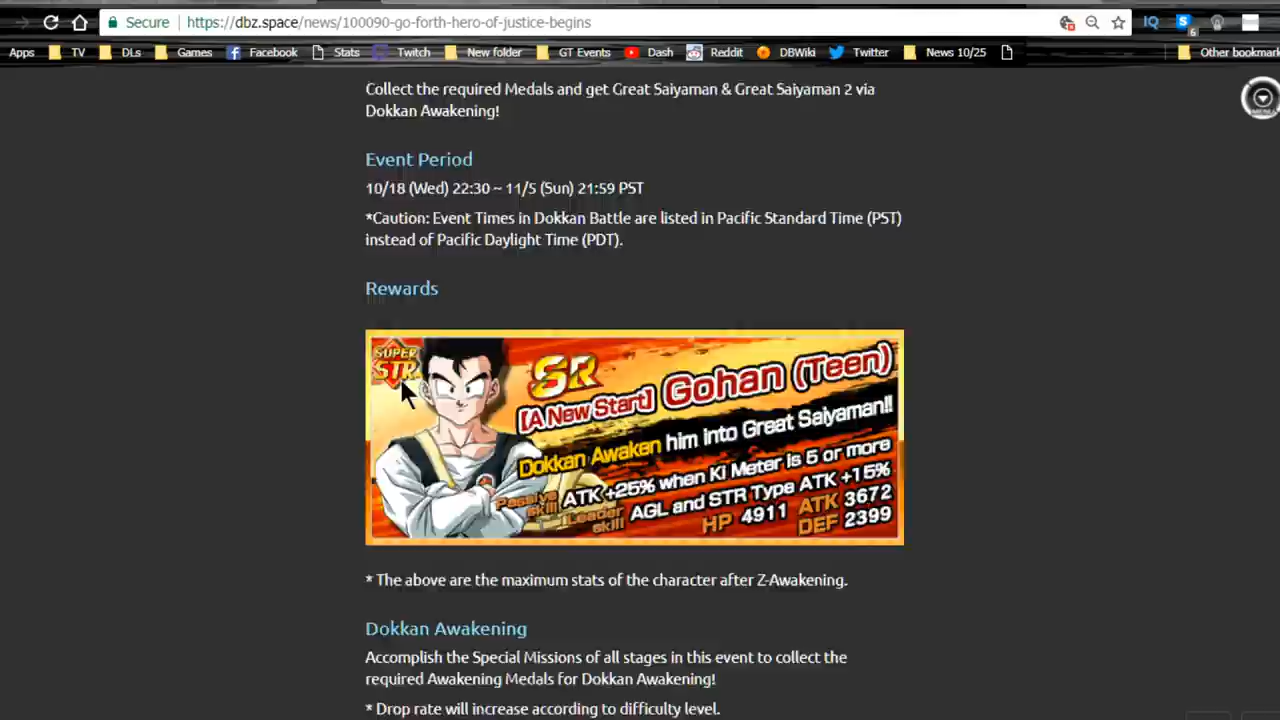 Secure https://dbz.space/news/100090-go-forth-hero-of-justice-begins IQ S 6
Apps TV DLs Games Facebook Stats Twitch New folder GT Events Dash Reddit DBWiki Twitter News 10/25 Other bookmark
Collect the required Medals and get Great Saiyaman & Great Saiyaman 2 via
Dokkan Awakening!
Event Period
10/18 (Wed) 22:30 ~ 11/5 (Sun) 21:59 PST
*Caution: Event Times in Dokkan Battle are listed in Pacific Standard Time (PST)
instead of Pacific Daylight Time (PDT).
Rewards
SUPER
STR
SR
[A New Start] Gohan (Teen)
Dokkan Awaken him into Great Saiyaman!!
Passive skill ATK +25% when Ki Meter is 5 or more
Leader skill AGL and STR Type ATK +15%
HP 4911 ATK 3672
DEF 2399
* The above are the maximum stats of the character after Z-Awakening.
Dokkan Awakening
Accomplish the Special Missions of all stages in this event to collect the
required Awakening Medals for Dokkan Awakening!
* Drop rate will increase according to difficulty level.